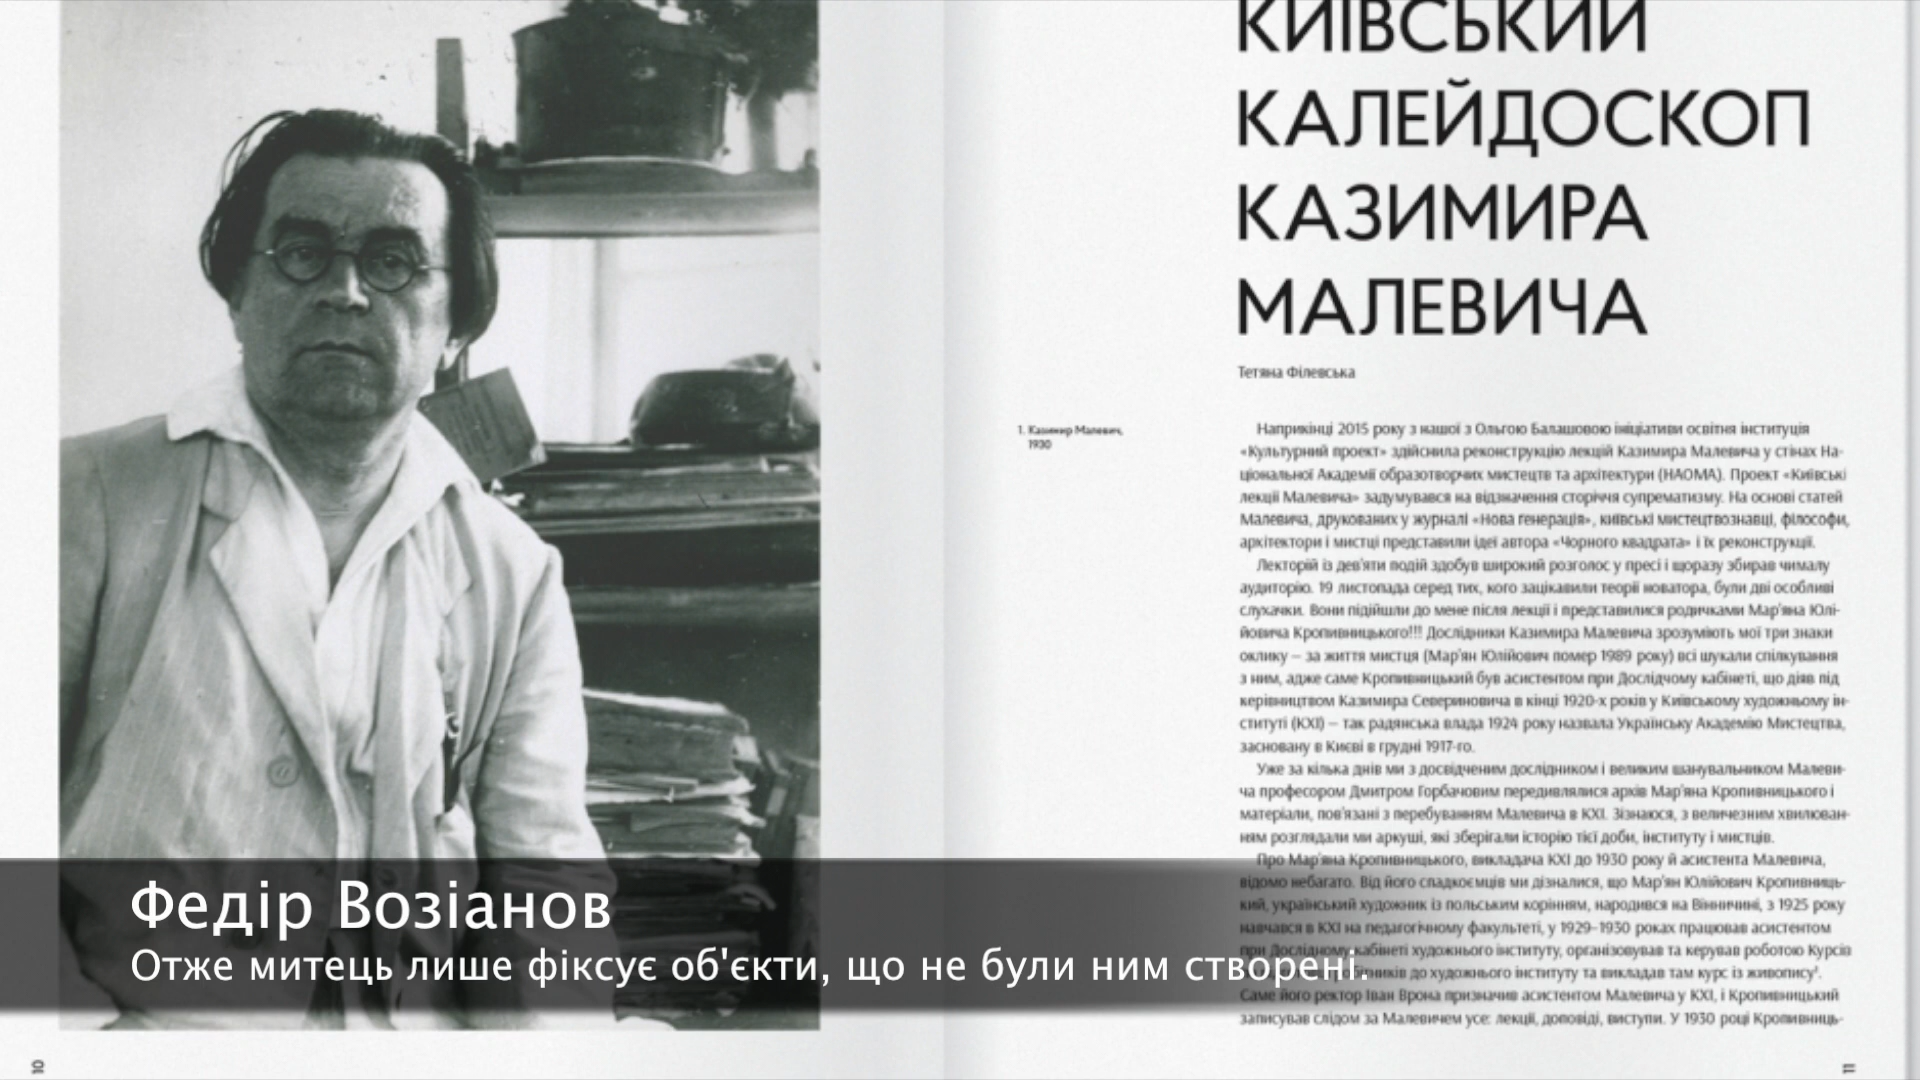 КИЇВСЬКИЙ
КАЛЕЙДОСКОП
КАЗИМИРА
МАЛЕВИЧА
Тетяна Філевська
1. Казимир Малевич,
1930
Наприкінці 2015 року з нашої з Ольгою Балашовою ініціативи освітня інституція
«Культурний проект» здійснила реконструкцію лекцій Казимира Малевича у стінах На-
ціональної Академії образотворчих мистецтв та архітектури (НАОМА). Проект «Київські
лекції Малевича» задумувався на відзначення сторіччя супрематизму. На основі статей
Малевича, друкованих у журналі «Нова генерація», київські мистецтвознавці, філософи,
архітектори і мистці представили ідеї автора «Чорного квадрата» і їх реконструкції.
Лекторій із дев'яти подій здобув широкий розголос у пресі і щоразу збирав чималу
аудиторію. 19 листопада серед тих, кого зацікавили теорії новатора, були дві особливі
слухачки. Вони підійшли до мене після лекції і представилися родичками Мар'яна Юлі-
йовича Кропивницького!!! Дослідники Казимира Малевича зрозуміють мої три знаки
оклику – за життя мистця (Мар'ян Юлійович помер 1989 року) всі шукали спілкування
з ним, адже саме Кропивницький був асистентом при Дослідчому кабінеті, що діяв під
керівництвом Казимира Севериновича в кінці 1920-х років у Київському художньому ін-
ституті (КХІ) – так радянська влада 1924 року назвала Українську Академію Мистецтва,
засновану в Києві в грудні 1917-го.
Уже за кілька днів ми з досвідченим дослідником і великим шанувальником Малеви-
ча професором Дмитром Горбачовим передивлялися архів Мар'яна Кропивницького і
матеріали, пов'язані з перебуванням Малевича в КХІ. Зізнаюся, з величезним хвилюван-
ням розглядали ми аркуші, які зберігали історію тієї доби, інституту і мистців.
Про Мар'яна Кропивницького, викладача КХІ до 1930 року й асистента Малевича,
відомо небагато. Від його спадкоємців ми дізналися, що Мар'ян Юлійович Кропивниць-
кий, український художник із польським корінням, народився на Вінничині, з 1925 року
навчався в КХІ на педагогічному факультеті, у 1929–1930 роках працював асистентом
при Дослідному кабінеті художнього інституту, організовував та керував роботою Курсів
до художнього інституту та викладав там курс із живопису¹.
Саме його ректор Іван Врона призначив асистентом Малевича у КХІ, і Кропивницький
записував слідом за Малевичем усе: лекції, доповіді, виступи. У 1930 році Кропивниць-
Федір Возіанов
Отже митець лише фіксує об'єкти, що не були ним створені.
10
11